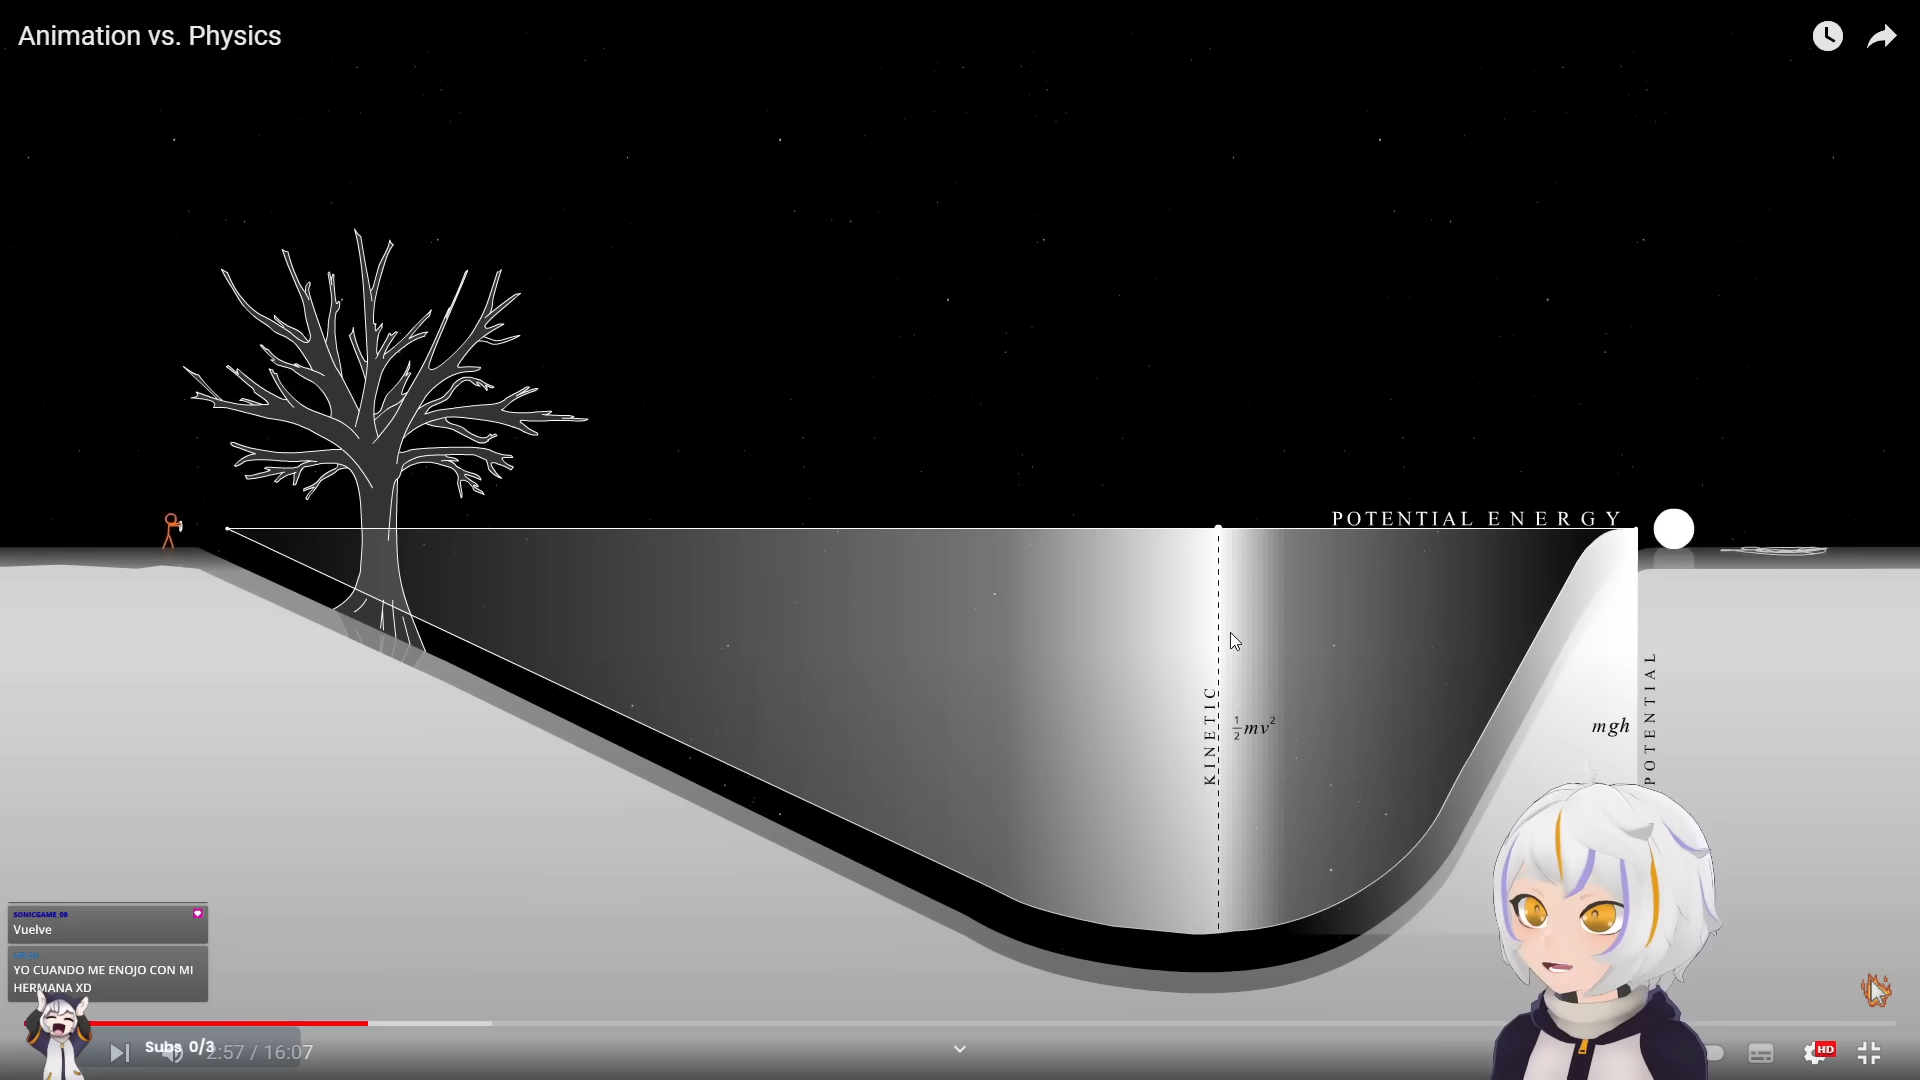 Animation vs. Physics
POTENTIAL ENERGY
KINETIC
½mv²
mgh
POTENTIAL
SONICGAME_09
Vuelve
YO CUANDO ME ENOJO CON MI
HERMANA XD
Subs 0/3
2:57 / 16:07
HD